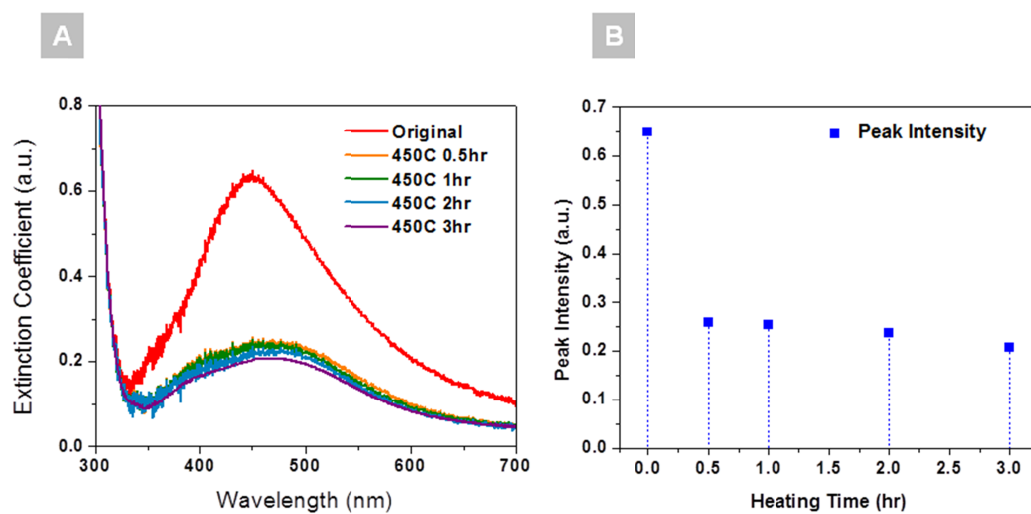 A
Extinction Coefficient (a.u.)
0.8
0.6
0.4
0.2
0.0
300
400
500
600
700
Wavelength (nm)
Original
450C 0.5hr
450C 1hr
450C 2hr
450C 3hr
B
Peak Intensity (a.u.)
0.7
0.6
0.5
0.4
0.3
0.2
0.1
0.0
0.0
0.5
1.0
1.5
2.0
2.5
3.0
Heating Time (hr)
Peak Intensity